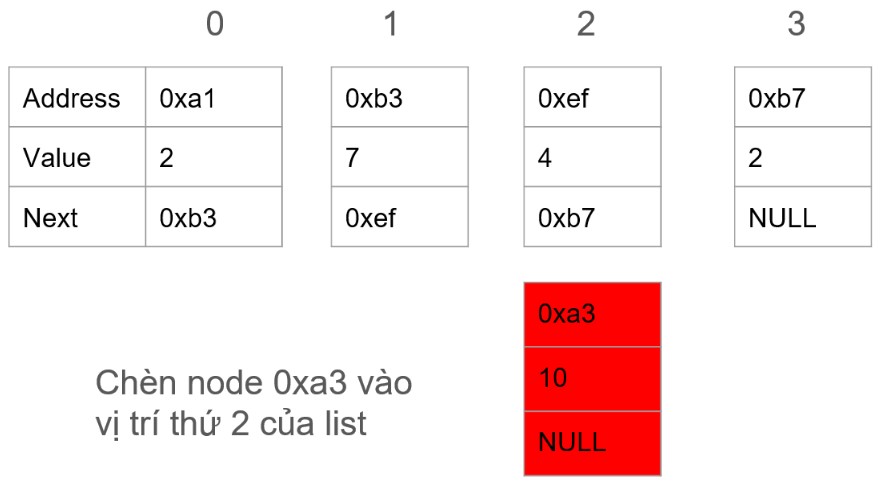 0 1 2 3
Address 0xa1 0xb3 0xef 0xb7
Value 2 7 4 2
Next 0xb3 0xef 0xb7 NULL
0xa3
10
NULL
Chèn node 0xa3 vào
vị trí thứ 2 của list